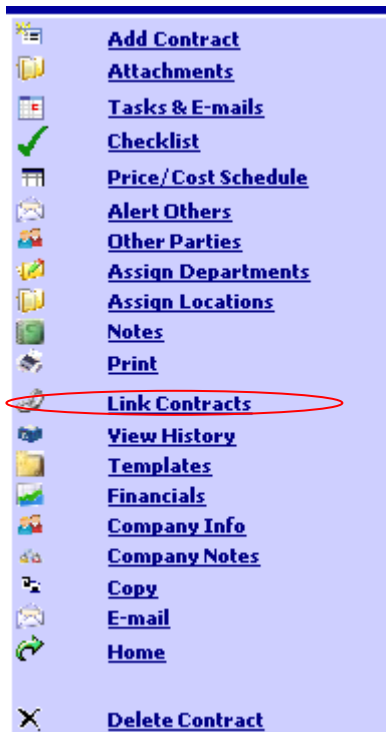 Add Contract
Attachments
Tasks & E-mails
Checklist
Price/Cost Schedule
Alert Others
Other Parties
Assign Departments
Assign Locations
Notes
Print
Link Contracts
View History
Templates
Financials
Company Info
Company Notes
Copy
E-mail
Home
Delete Contract